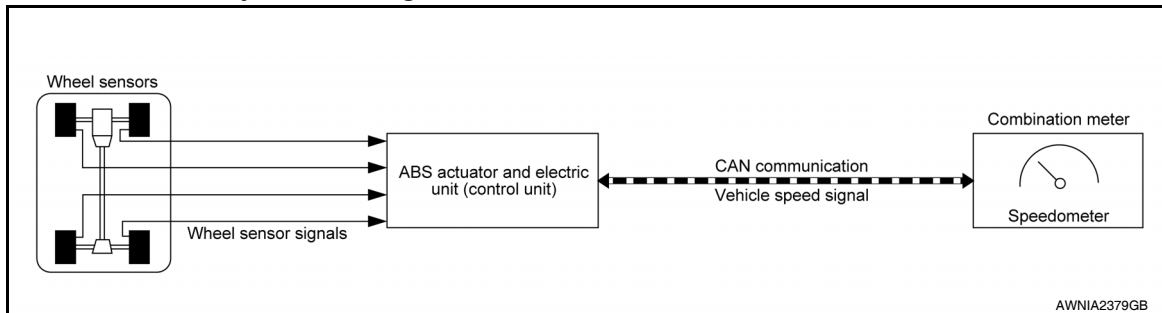 Wheel sensors
Combination meter
ABS actuator and electric
unit (control unit)
CAN communication
Vehicle speed signal
Speedometer
Wheel sensor signals
AWNIA2379GB